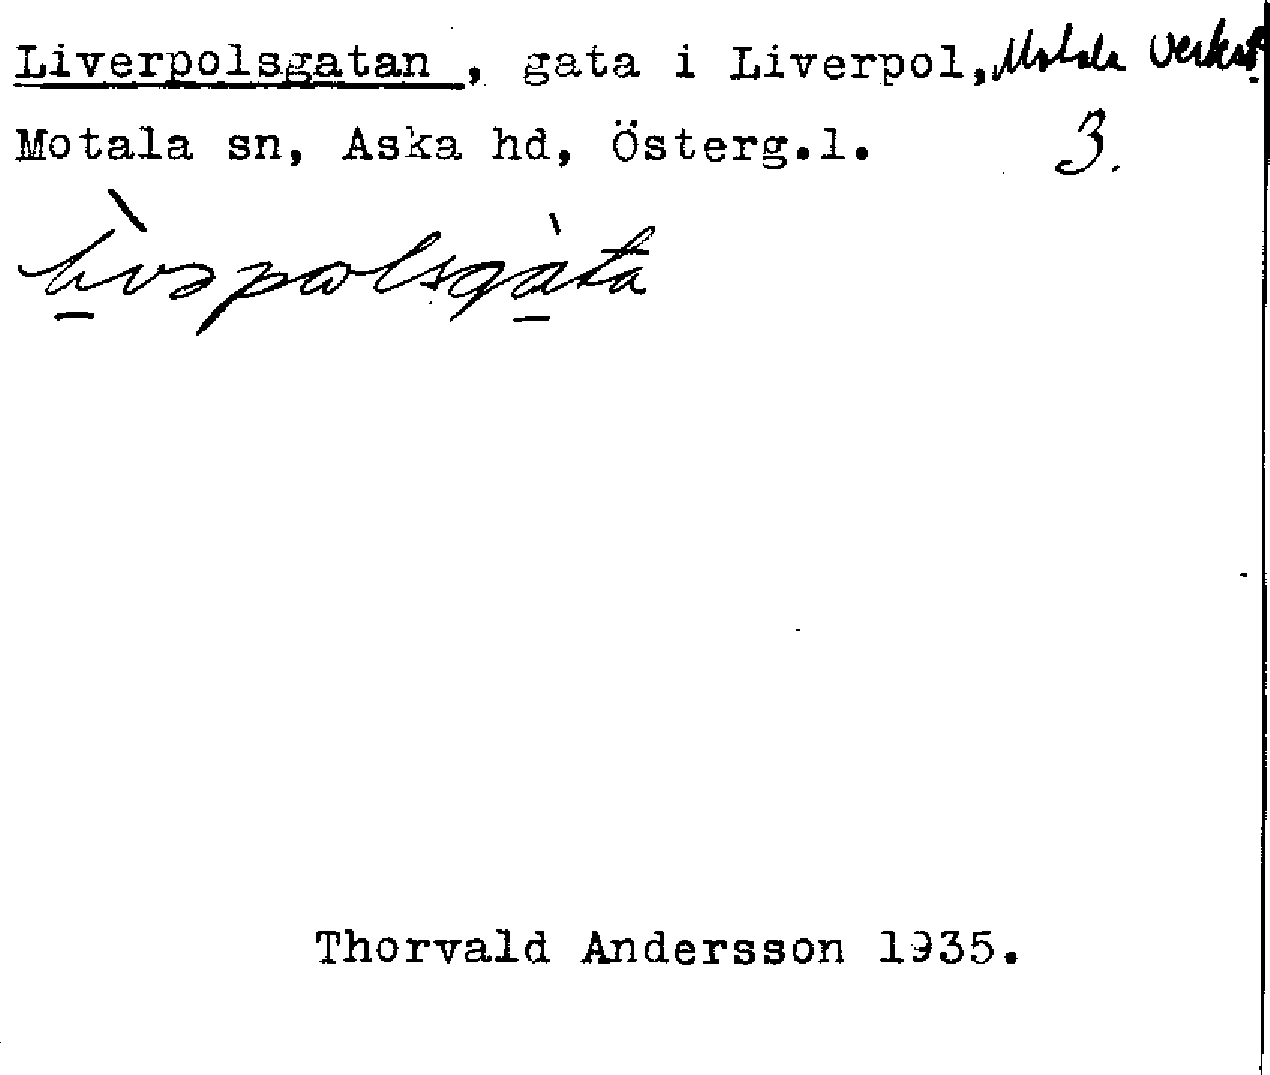 Liverpolsgatan, gata i Liverpol, Motala Verkst.
Motala sn, Aska hd, Österg.l. 3.
Thorvald Andersson 1935.